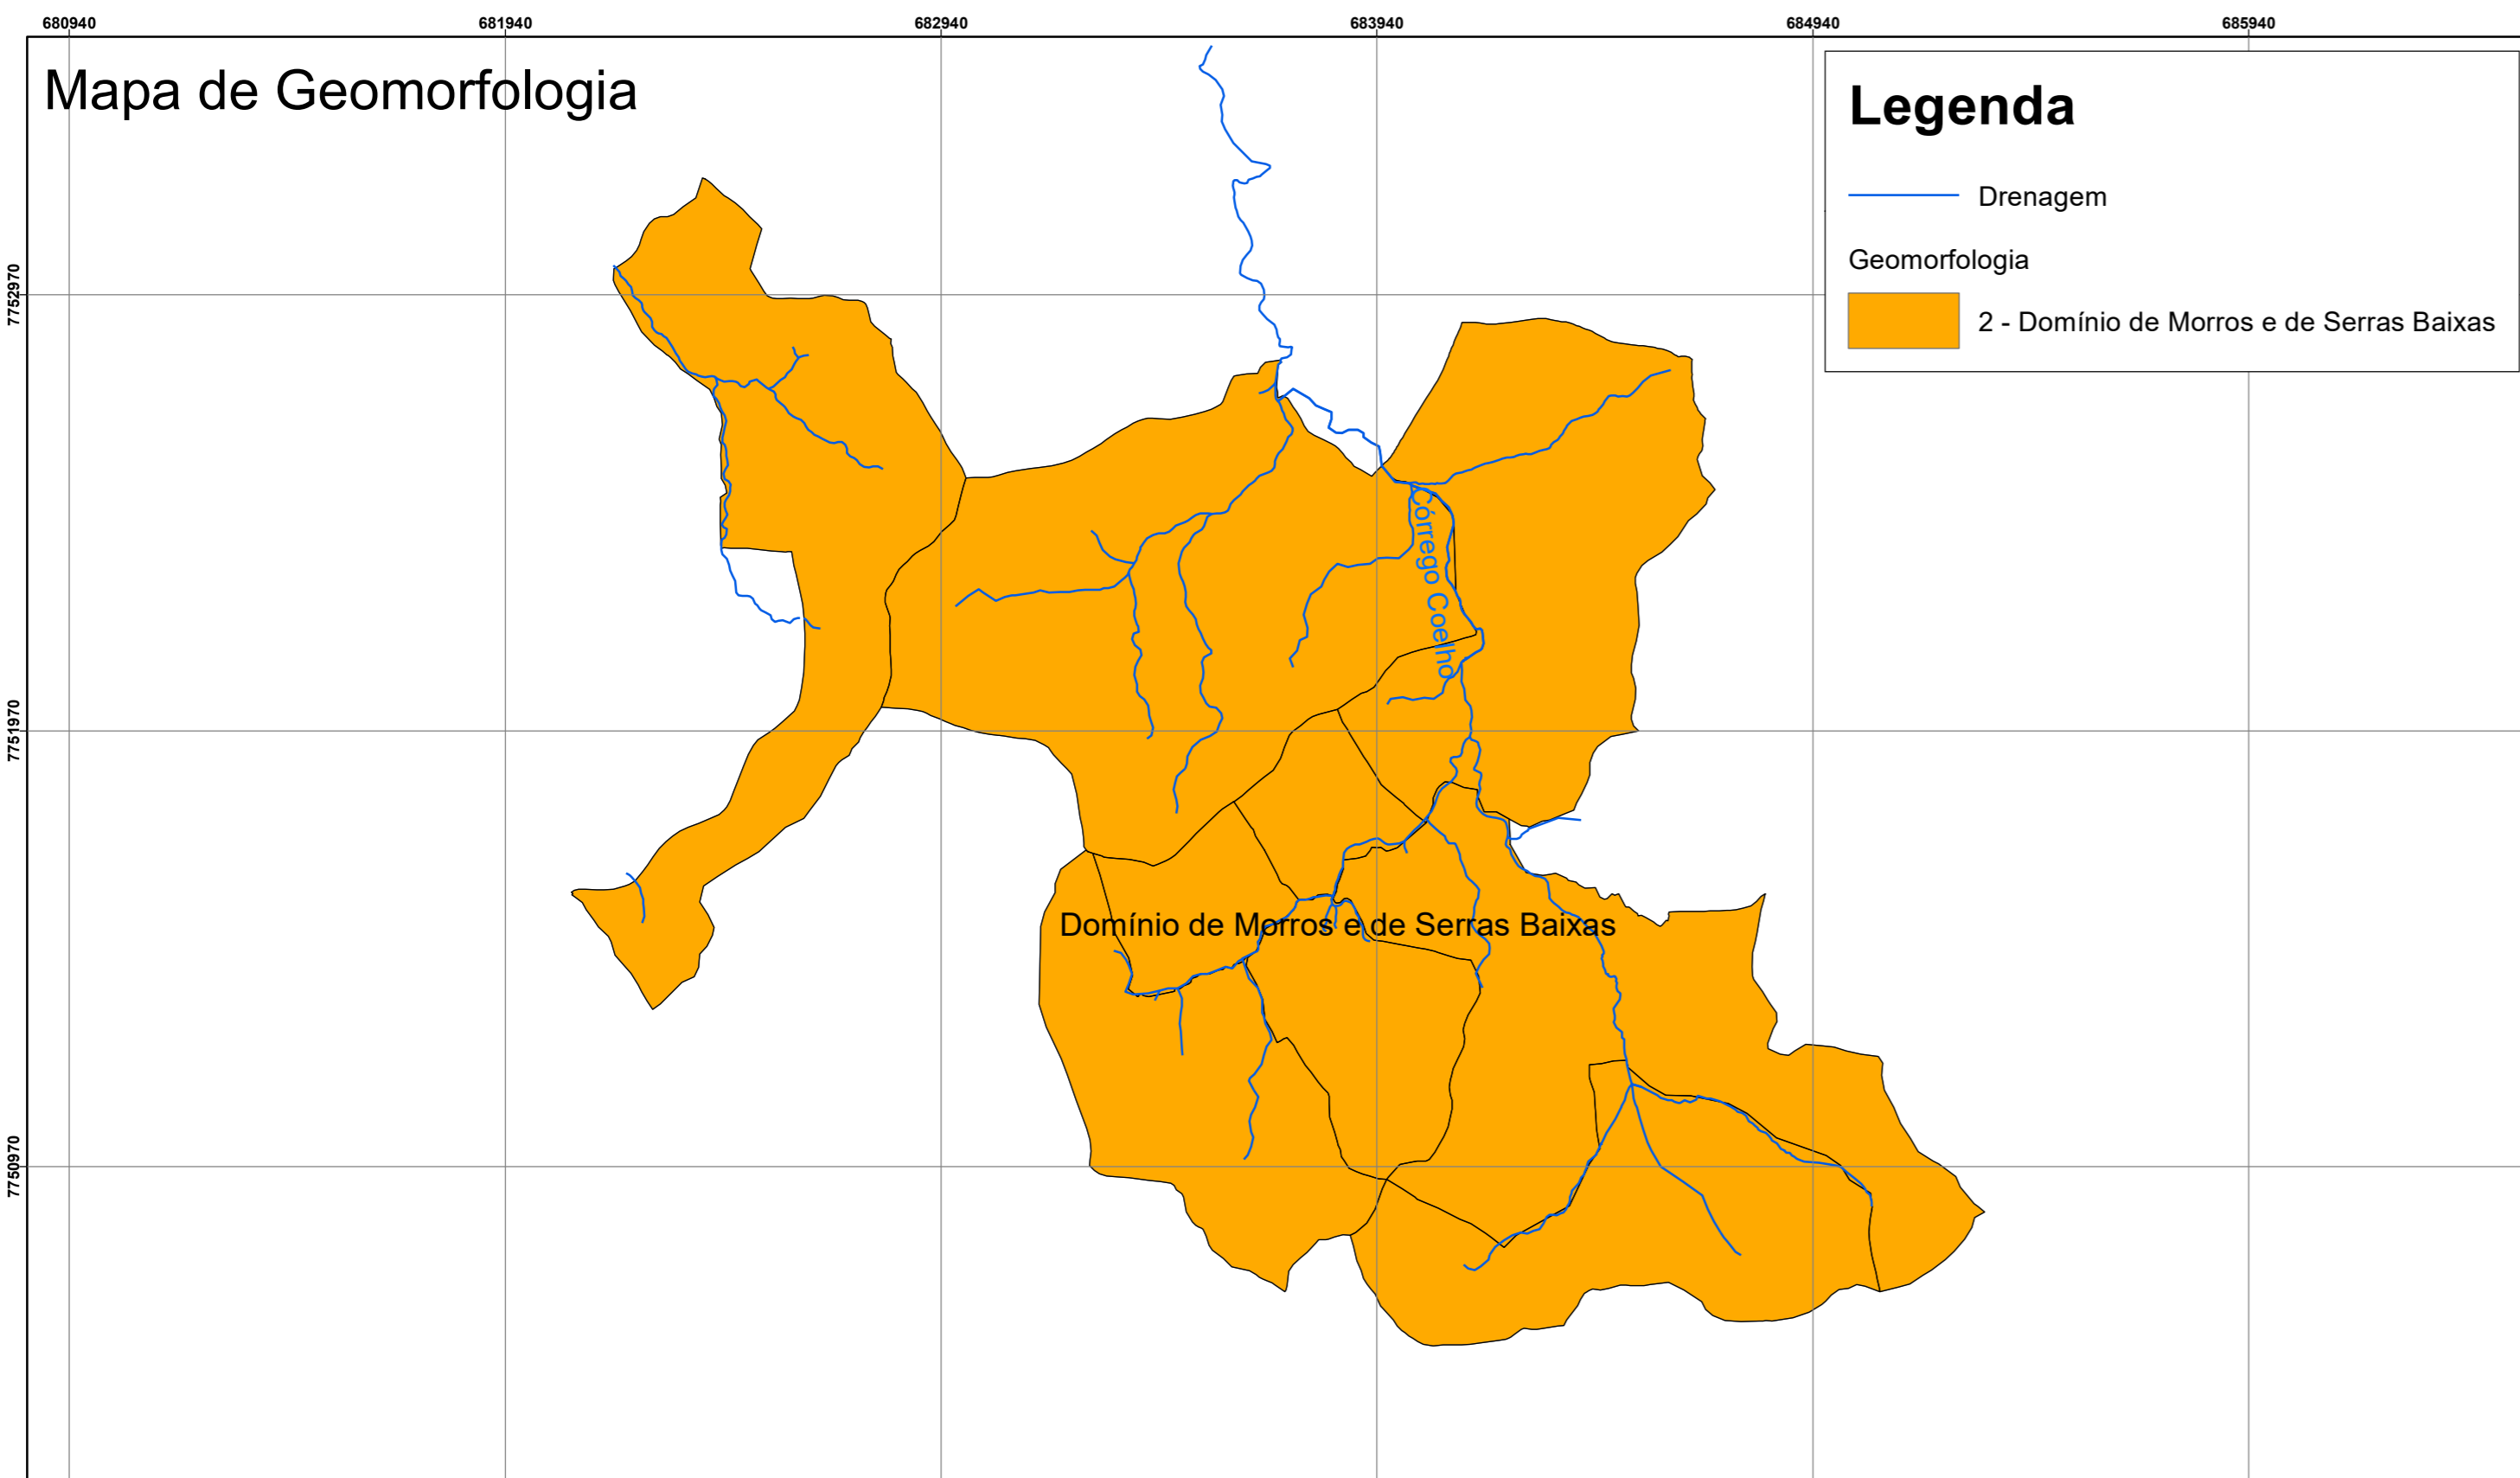 680940 681940 682940 683940 684940 685940
Mapa de Geomorfologia
Legenda
Drenagem
Geomorfologia
2 - Domínio de Morros e de Serras Baixas
7752970
7751970
7750970
Córrego Coelho
Domínio de Morros e de Serras Baixas